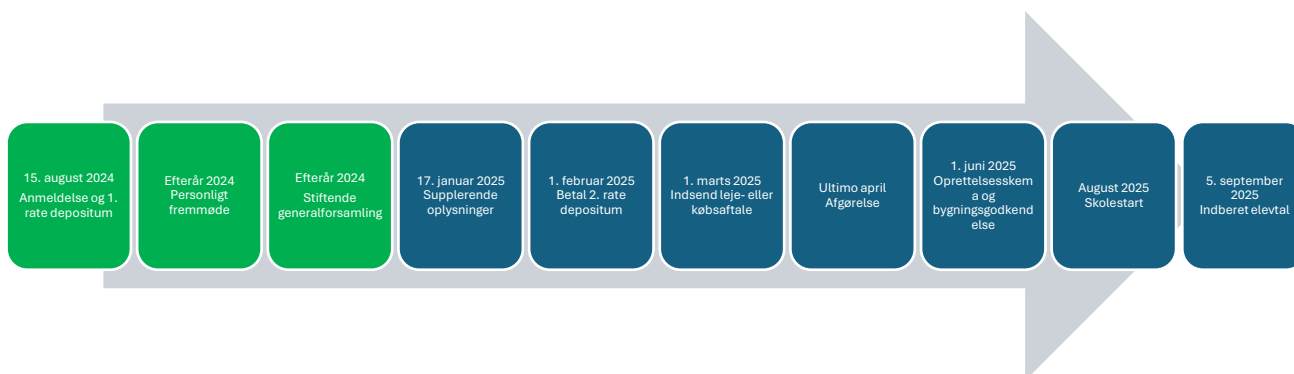 15. august 2024
Anmeldelse og 1.
rate depositum
Efterår 2024
Personligt
fremmøde
Efterår 2024
Stiftende
generalforsamling
17. januar 2025
Supplerende
oplysninger
1. februar 2025
Betal 2. rate
depositum
1. marts 2025
Indsend leje- eller
købsaftale
Ultimo april
Afgørelse
1. juni 2025
Oprettelsesskem
a og
bygningsgodkend
else
August 2025
Skolestart
5. september
2025
Indberet elevtal